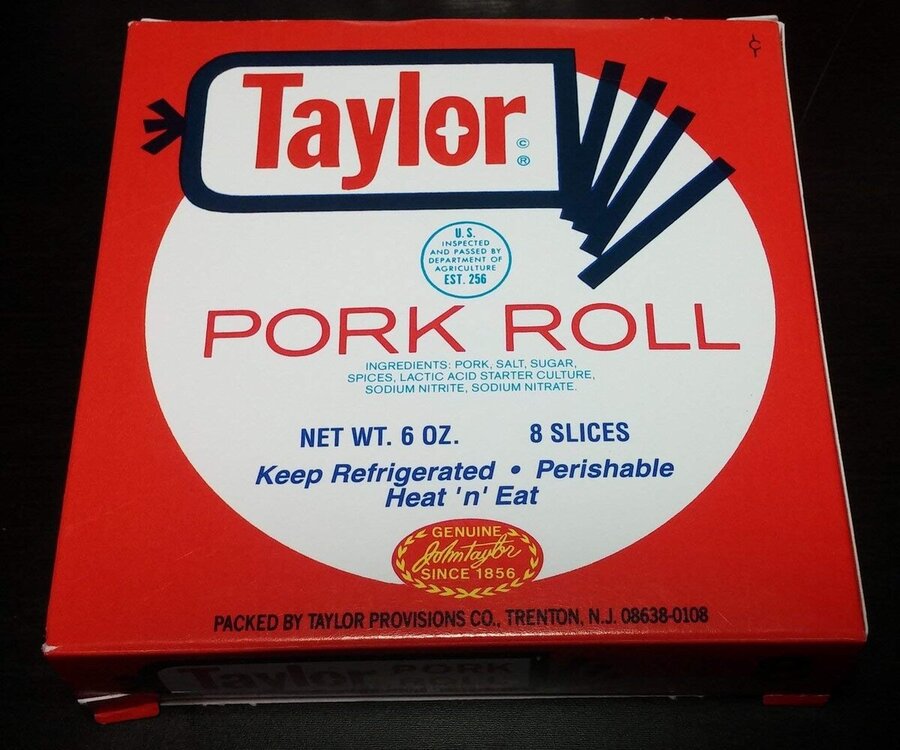 Taylor
©
®
U.S.
INSPECTED
AND PASSED BY
DEPARTMENT OF
AGRICULTURE
EST. 256
PORK ROLL
INGREDIENTS: PORK, SALT, SUGAR,
SPICES, LACTIC ACID STARTER CULTURE,
SODIUM NITRITE, SODIUM NITRATE.
NET WT. 6 OZ. 8 SLICES
Keep Refrigerated • Perishable
Heat 'n' Eat
GENUINE
John Taylor
SINCE 1856
PACKED BY TAYLOR PROVISIONS CO., TRENTON, N.J. 08638-0108
Taylor PORK